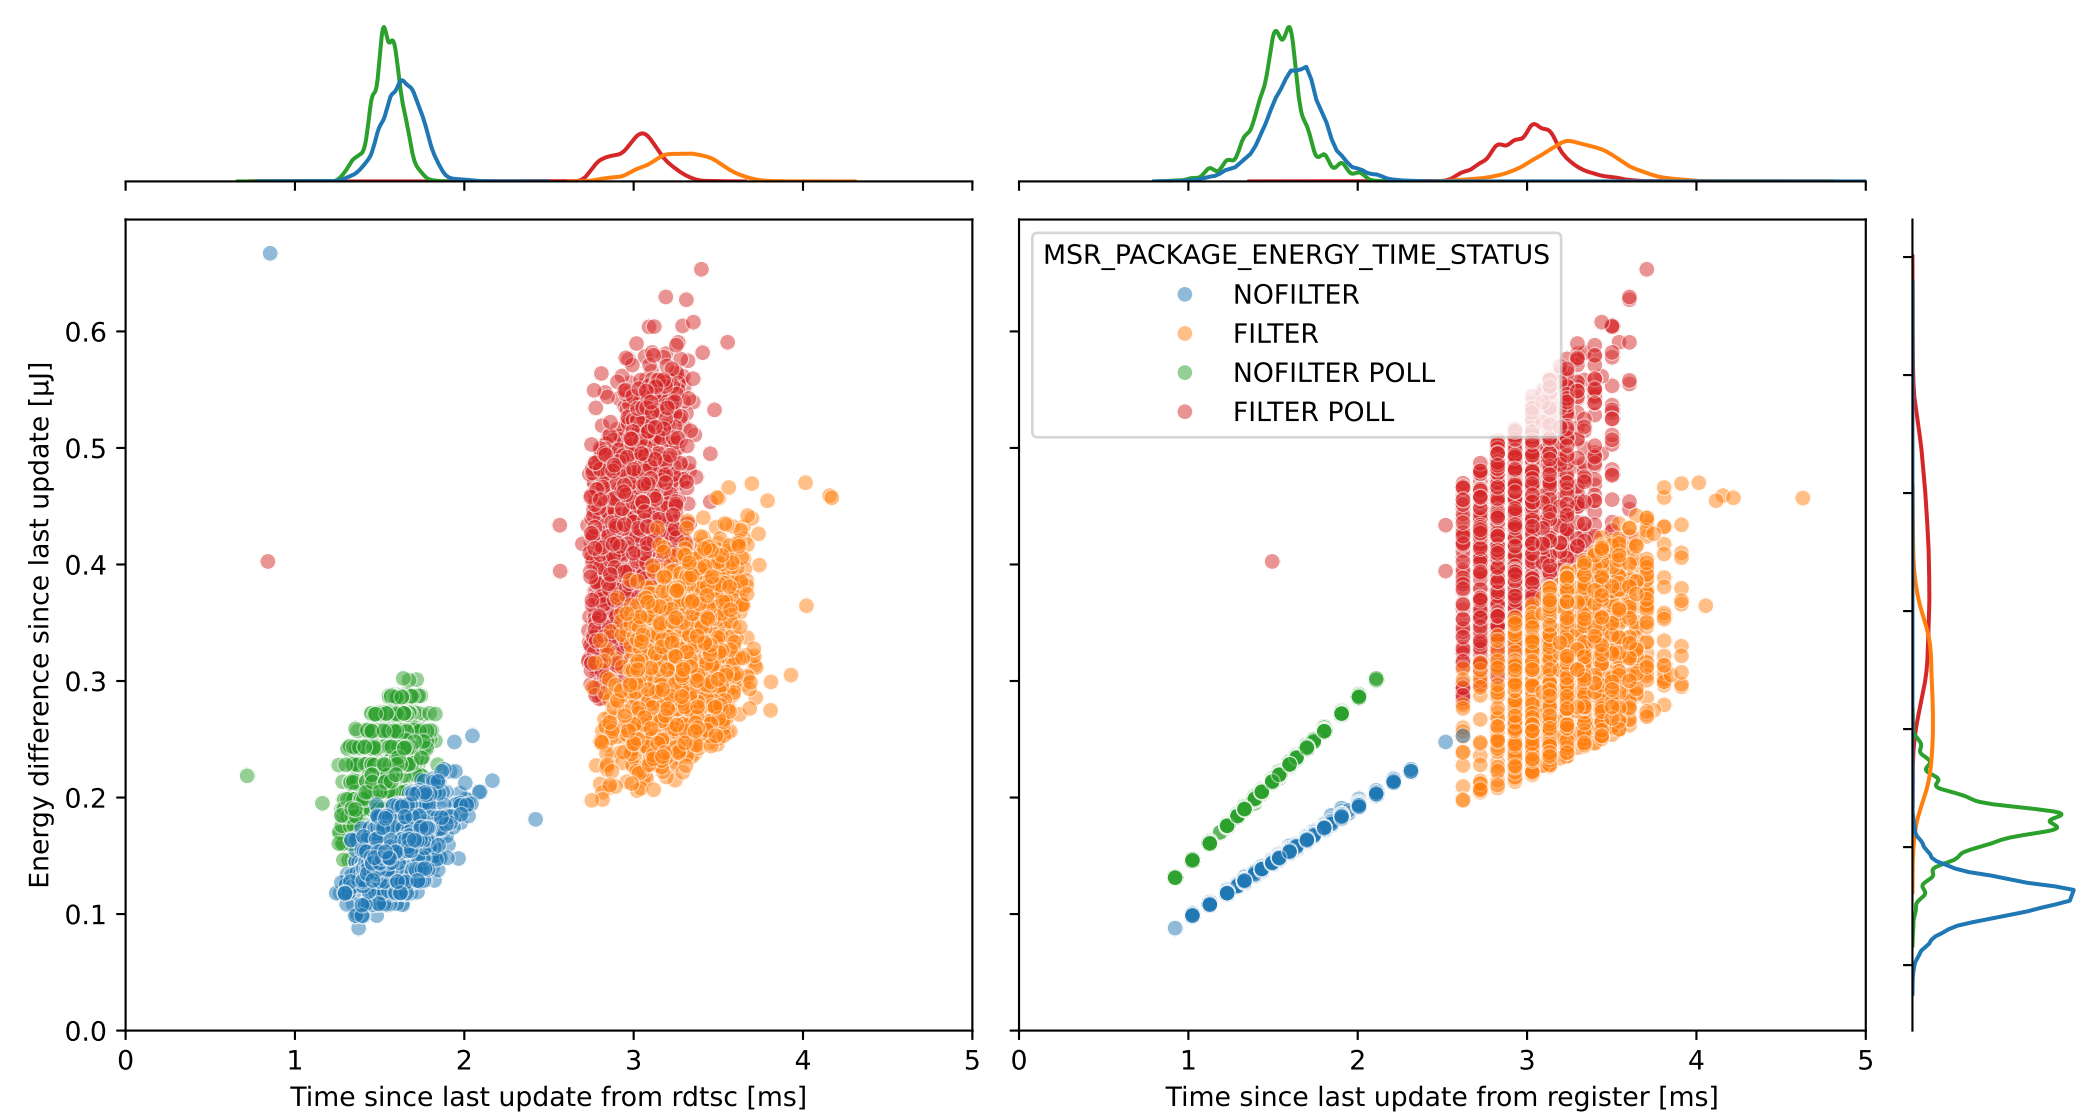 MSR_PACKAGE_ENERGY_TIME_STATUS
NOFILTER
FILTER
NOFILTER POLL
FILTER POLL
Energy difference since last update [µJ]
0.6
0.5
0.4
0.3
0.2
0.1
0.0
0 1 2 3 4 5
0 1 2 3 4 5
Time since last update from rdtsc [ms]
Time since last update from register [ms]